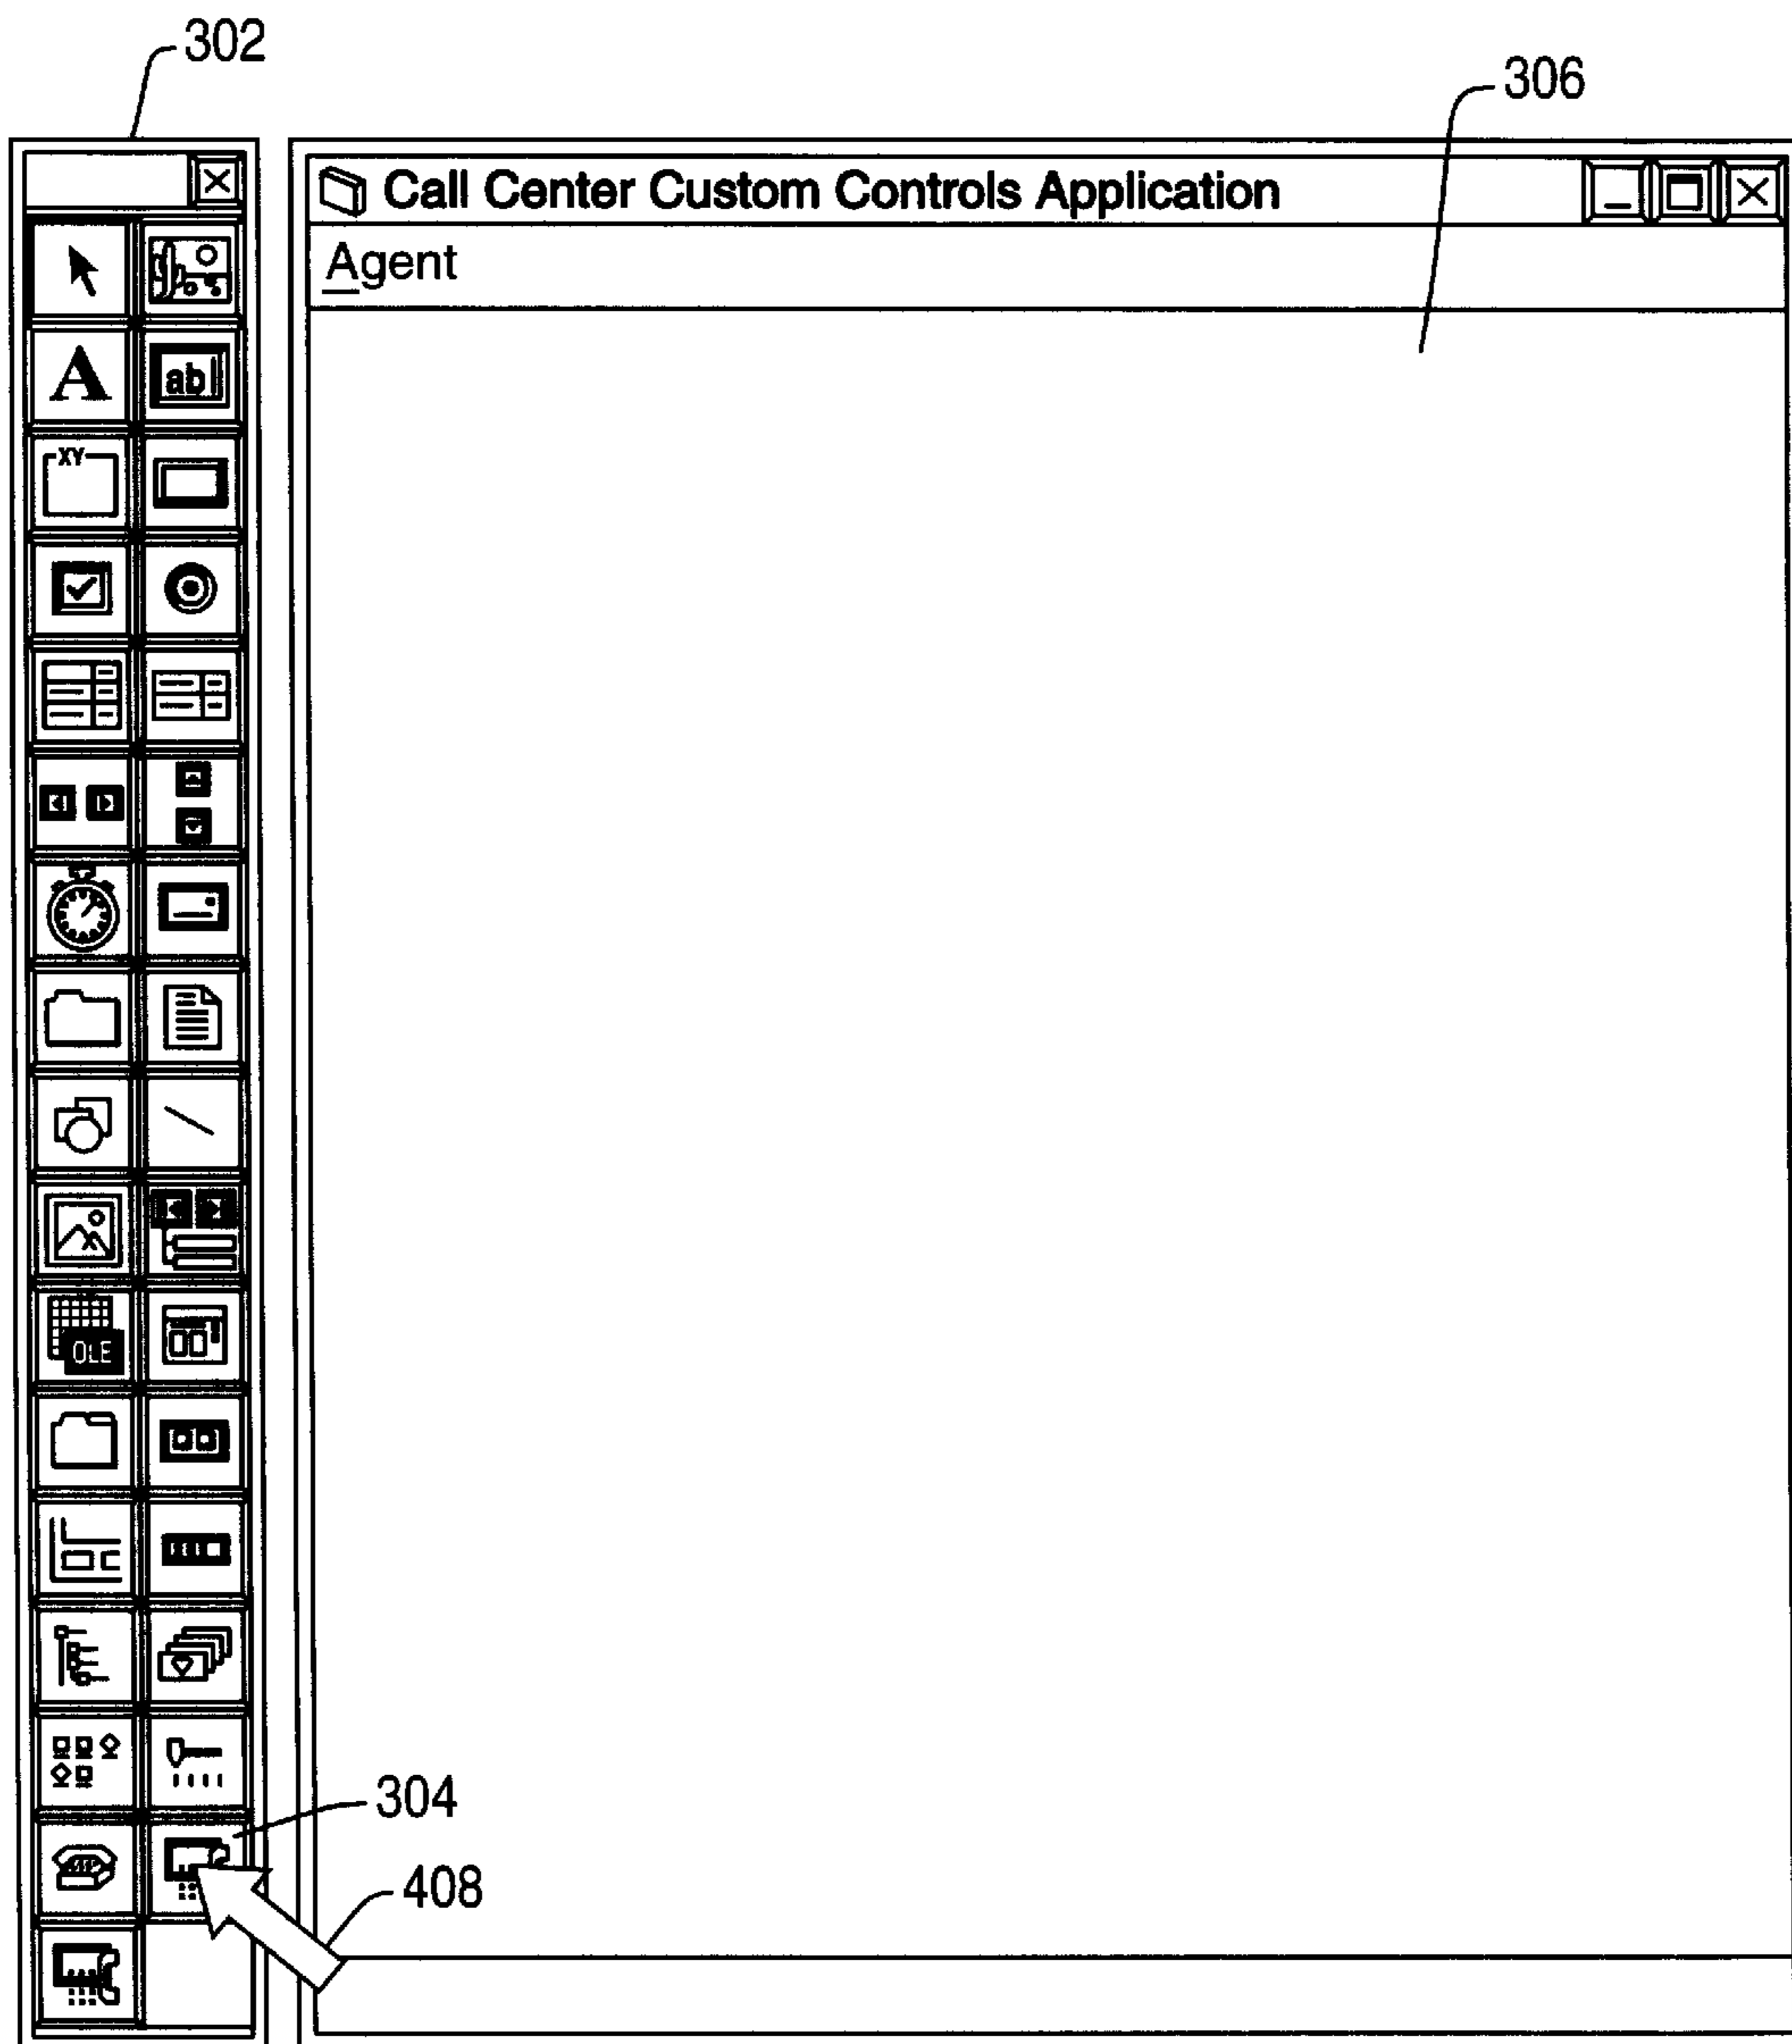 302
306
Call Center Custom Controls Application
Agent
A
ab
XY
OLE
304
408